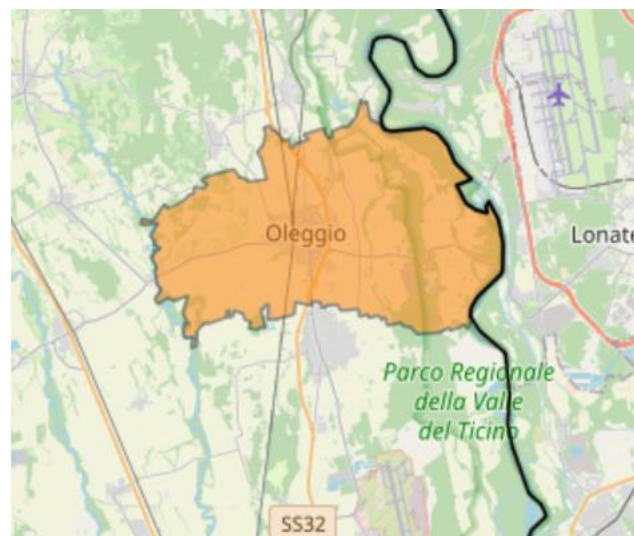 Oleggio
Lonate
Parco Regionale
della Valle
del Ticino
SS32